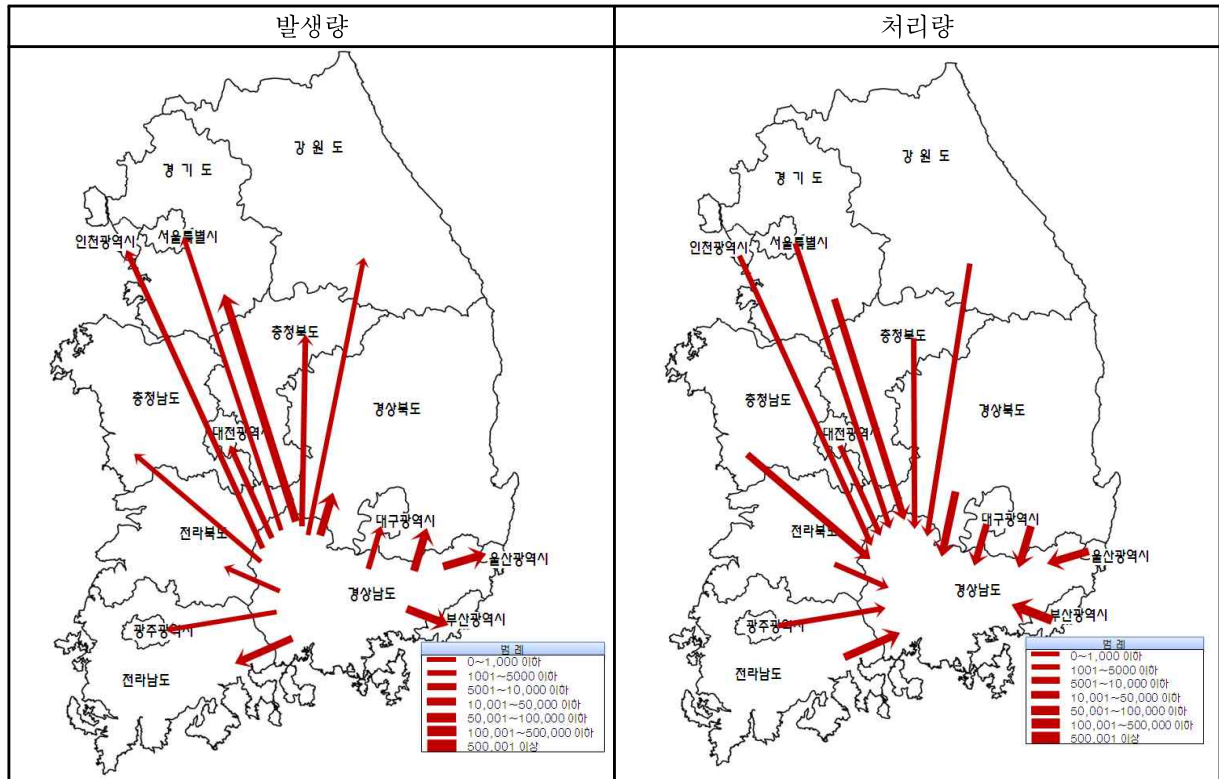 발생량
처리량
강 원 도
경 기 도
인천광역시
서울특별시
충청북도
충청남도
경상북도
대전광역시
대구광역시
전라북도
울산광역시
경상남도
부산광역시
광주광역시
전라남도
범 례
0~1,000 이하
1001~5000 이하
5001~10,000 이하
10,001~50,000 이하
50,001~100,000 이하
100,001~500,000 이하
500,001 이상
강 원 도
경 기 도
인천광역시
서울특별시
충청북도
충청남도
경상북도
대전광역시
대구광역시
전라북도
울산광역시
경상남도
부산광역시
광주광역시
전라남도
범 례
0~1,000 이하
1001~5000 이하
5001~10,000 이하
10,001~50,000 이하
50,001~100,000 이하
100,001~500,000 이하
500,001 이상